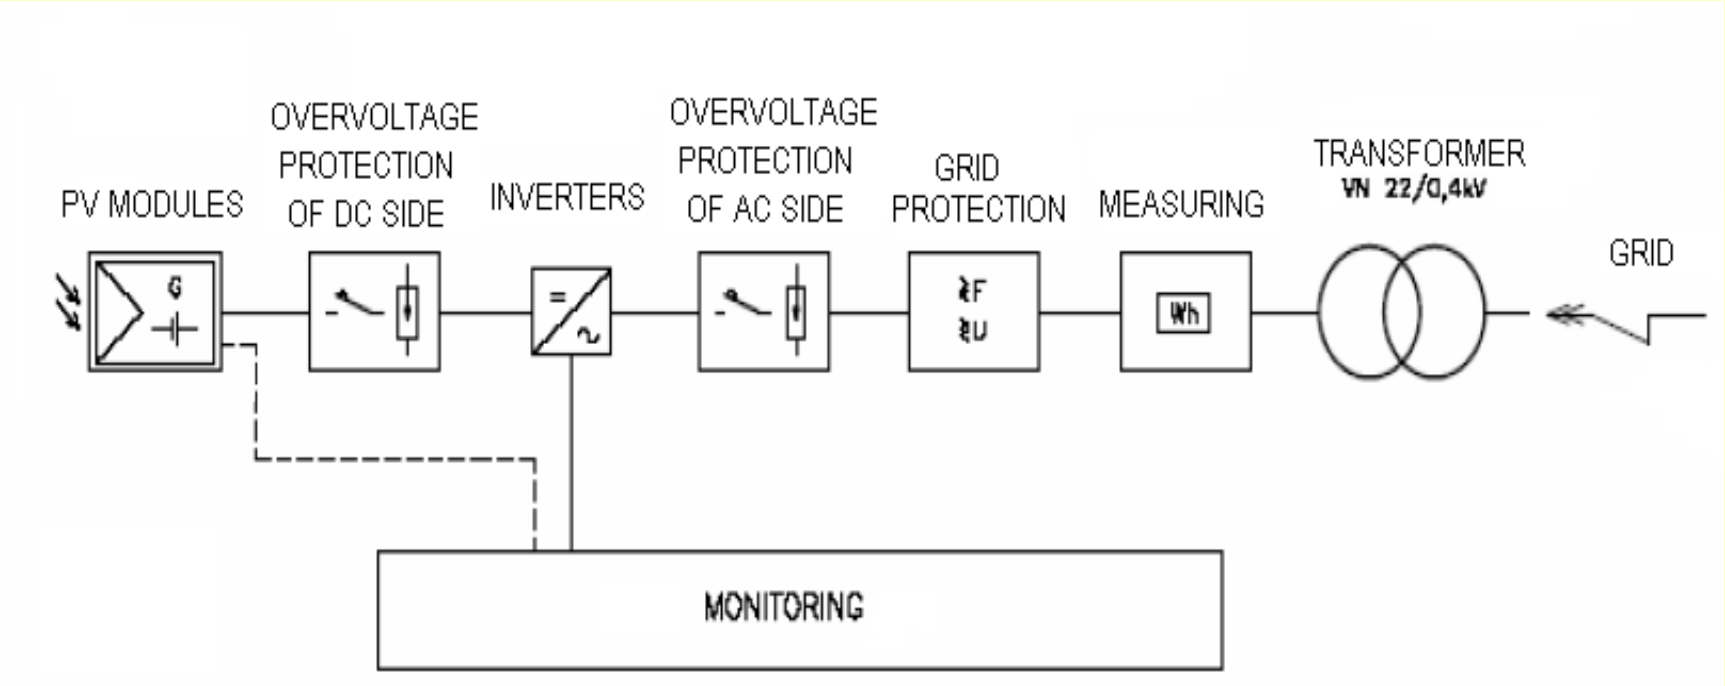 PV MODULES
OVERVOLTAGE
PROTECTION
OF DC SIDE
INVERTERS
OVERVOLTAGE
PROTECTION
OF AC SIDE
GRID
PROTECTION
MEASURING
TRANSFORMER
VN 22/0,4kV
GRID
G
=
~
F
U
Wh
MONITORING